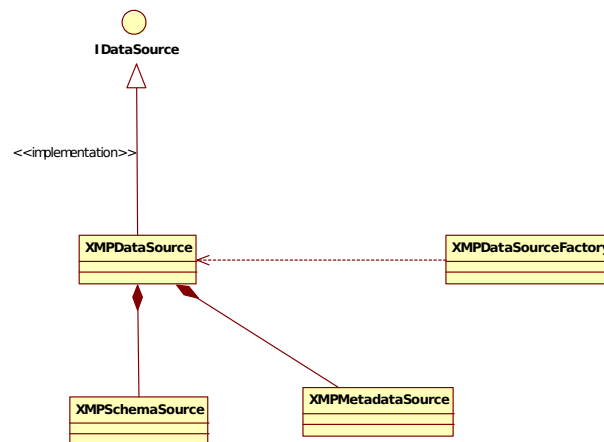 IDataSource
<<implementation>>
XMPDataSource
XMPDataSourceFactory
XMPSchemaSource
XMPMetadataSource